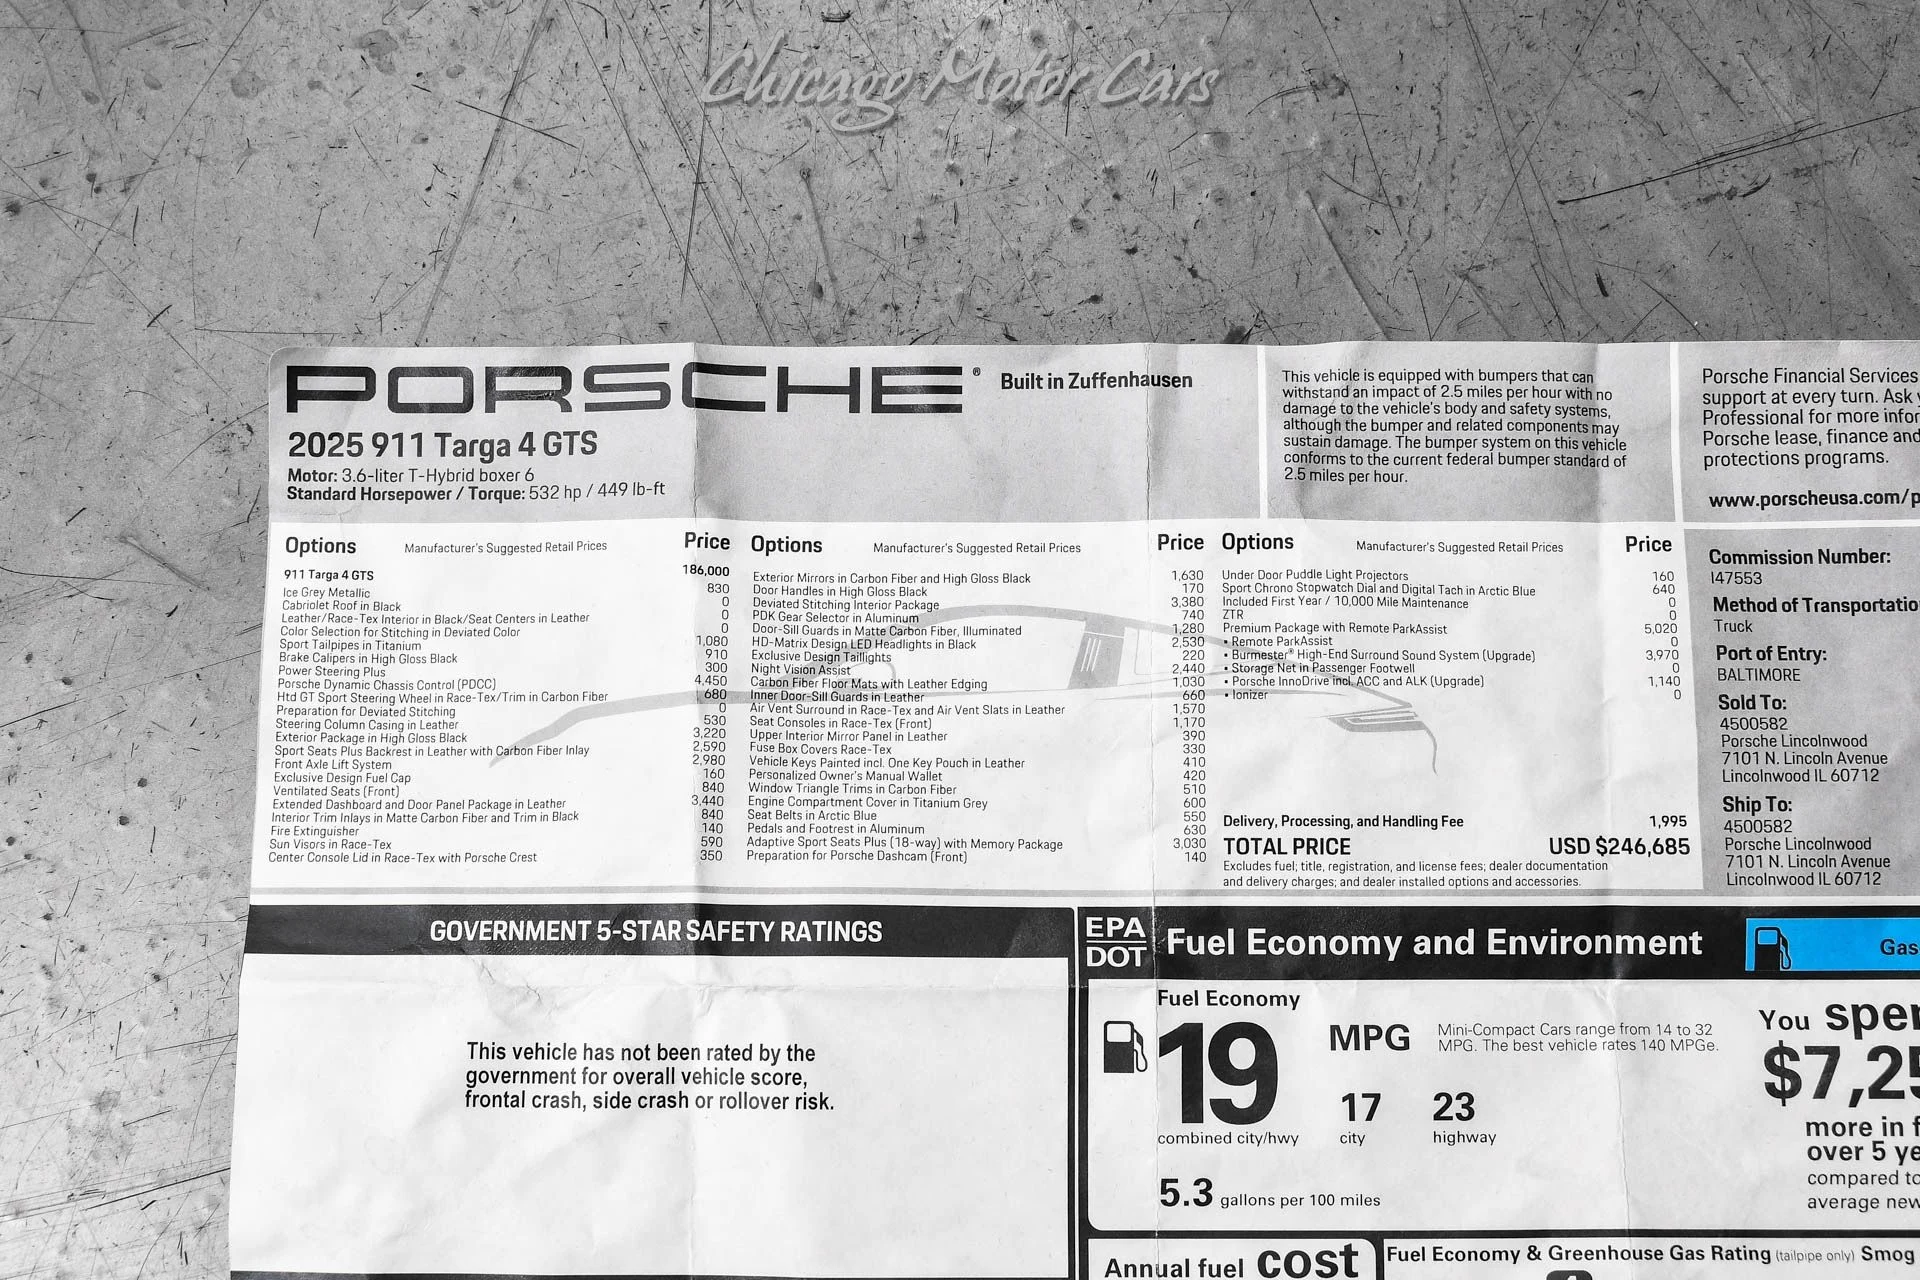 Chicago Motor Cars
PORSCHE® Built in Zuffenhausen
2025 911 Targa 4 GTS
Motor: 3.6-liter T-Hybrid boxer 6
Standard Horsepower / Torque: 532 hp / 449 lb-ft
This vehicle is equipped with bumpers that can
withstand an impact of 2.5 miles per hour with no
damage to the vehicle's body and safety systems,
although the bumper and related components may
sustain damage. The bumper system on this vehicle
conforms to the current federal bumper standard of
2.5 miles per hour.
Porsche Financial Services
support at every turn. Ask
Professional for more
Porsche lease, finance and
protections programs.
www.porscheusa.com/
Options Manufacturer's Suggested Retail Prices Price
911 Targa 4 GTS 186,000
Ice Grey Metallic 830
Cabriolet Roof in Black 0
Leather/Race-Tex Interior in Black/Seat Centers in Leather 0
Color Selection for Stitching in Deviated Color 0
Sport Tailpipes in Titanium 1,080
Brake Calipers in High Gloss Black 910
Power Steering Plus 300
Porsche Dynamic Chassis Control (PDCC) 4,450
Htd GT Sport Steering Wheel in Race-Tex/Trim in Carbon Fiber 680
Preparation for Deviated Stitching 0
Steering Column Casing in Leather 530
Exterior Package in High Gloss Black 3,220
Sport Seats Plus Backrest in Leather with Carbon Fiber Inlay 2,590
Front Axle Lift System 2,980
Exclusive Design Fuel Cap 160
Ventilated Seats (Front) 840
Extended Dashboard and Door Panel Package in Leather 3,440
Interior Trim Inlays in Matte Carbon Fiber and Trim in Black 840
Fire Extinguisher 140
Sun Visors in Race-Tex 590
Center Console Lid in Race-Tex with Porsche Crest 350
Options Manufacturer's Suggested Retail Prices Price
Exterior Mirrors in Carbon Fiber and High Gloss Black 1,630
Door Handles in High Gloss Black 170
Deviated Stitching Interior Package 3,380
PDK Gear Selector in Aluminum 740
Door-Sill Guards in Matte Carbon Fiber, Illuminated 1,280
HD-Matrix Design LED Headlights in Black 2,530
Exclusive Design Taillights 220
Night Vision Assist 2,440
Carbon Fiber Floor Mats with Leather Edging 1,030
Inner Door-Sill Guards in Leather 660
Air Vent Surround in Race-Tex and Air Vent Slats in Leather 1,570
Seat Consoles in Race-Tex (Front) 1,170
Upper Interior Mirror Panel in Leather 390
Fuse Box Covers Race-Tex 330
Vehicle Keys Painted incl. One Key Pouch in Leather 410
Personalized Owner's Manual Wallet 420
Window Triangle Trims in Carbon Fiber 510
Engine Compartment Cover in Titanium Grey 600
Seat Belts in Arctic Blue 550
Pedals and Footrest in Aluminum 630
Adaptive Sport Seats Plus (18-way) with Memory Package 3,030
Preparation for Porsche Dashcam (Front) 140
Options Manufacturer's Suggested Retail Prices Price
Under Door Puddle Light Projectors 160
Sport Chrono Stopwatch Dial and Digital Tach in Arctic Blue 640
Included First Year / 10,000 Mile Maintenance 0
ZTR 0
Premium Package with Remote ParkAssist 5,020
• Remote ParkAssist 0
• Burmester® High-End Surround Sound System (Upgrade) 3,970
• Storage Net in Passenger Footwell 0
• Porsche InnoDrive incl. ACC and ALK (Upgrade) 1,140
• Ionizer 0
Delivery, Processing, and Handling Fee 1,995
TOTAL PRICE USD $246,685
Excludes fuel; title, registration, and license fees; dealer documentation
and delivery charges; and dealer installed options and accessories.
Commission Number:
I47553
Method of Transportatio
Truck
Port of Entry:
BALTIMORE
Sold To:
4500582
Porsche Lincolnwood
7101 N. Lincoln Avenue
Lincolnwood IL 60712
Ship To:
4500582
Porsche Lincolnwood
7101 N. Lincoln Avenue
Lincolnwood IL 60712
GOVERNMENT 5-STAR SAFETY RATINGS
This vehicle has not been rated by the
government for overall vehicle score,
frontal crash, side crash or rollover risk.
EPA
DOT
Fuel Economy and Environment
Gas
Fuel Economy
19 MPG
Mini-Compact Cars range from 14 to 32
MPG. The best vehicle rates 140 MPGe.
17 23
combined city/hwy city highway
5.3 gallons per 100 miles
You spen
$7,25
more in f
over 5 ye
compared to
average new
Annual fuel cost
Fuel Economy & Greenhouse Gas Rating (tailpipe only) Smog